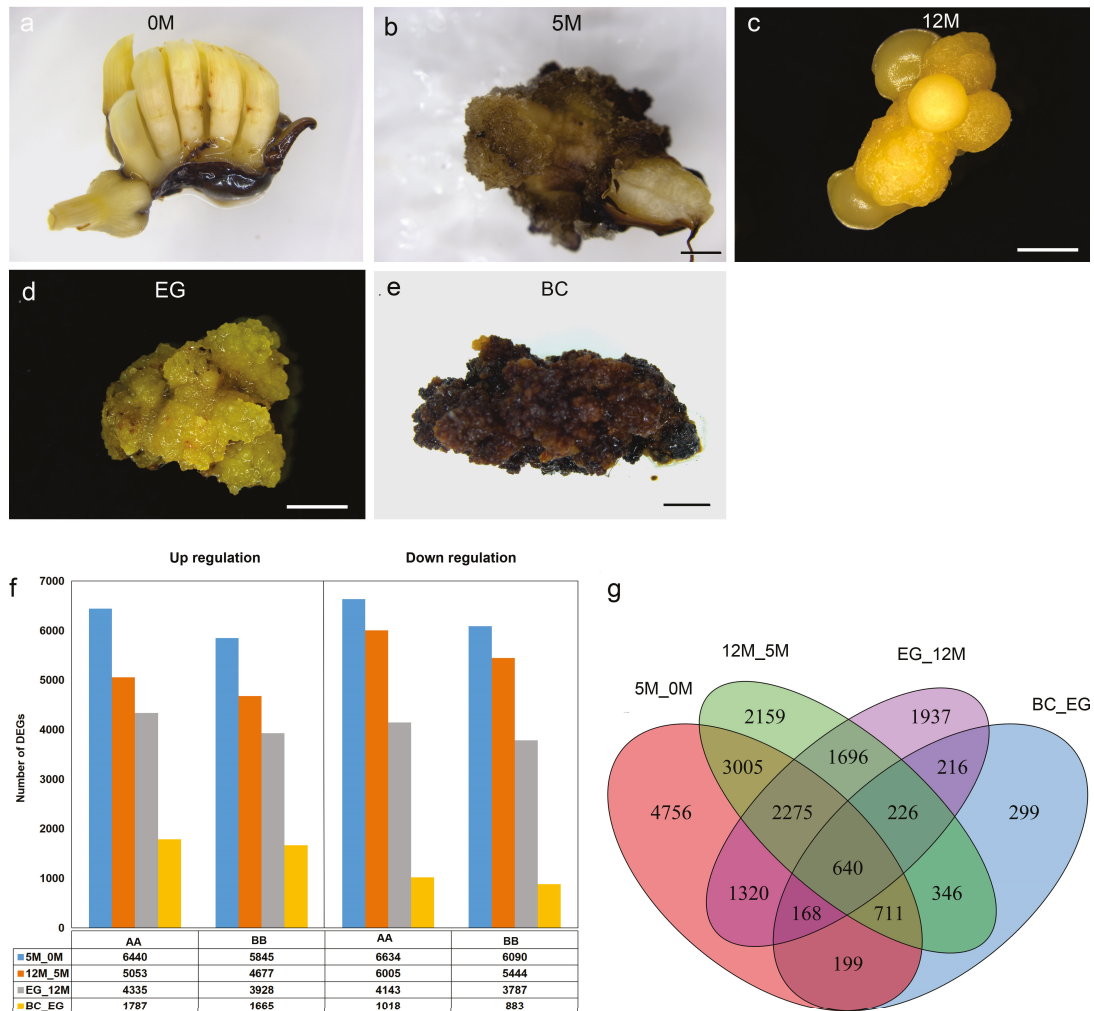 a
0M
b
5M
c
12M
d
EG
e
BC
f
Up regulation
Down regulation
Number of DEGs
7000
6000
5000
4000
3000
2000
1000
0
AA BB AA BB
5M_0M 6440 5845 6634 6090
12M_5M 5053 4677 6005 5444
EG_12M 4335 3928 4143 3787
BC_EG 1787 1665 1018 883
g
12M_5M
EG_12M
5M_0M
BC_EG
2159
1937
3005
1696
216
4756
2275
226
299
640
1320
346
168
711
199